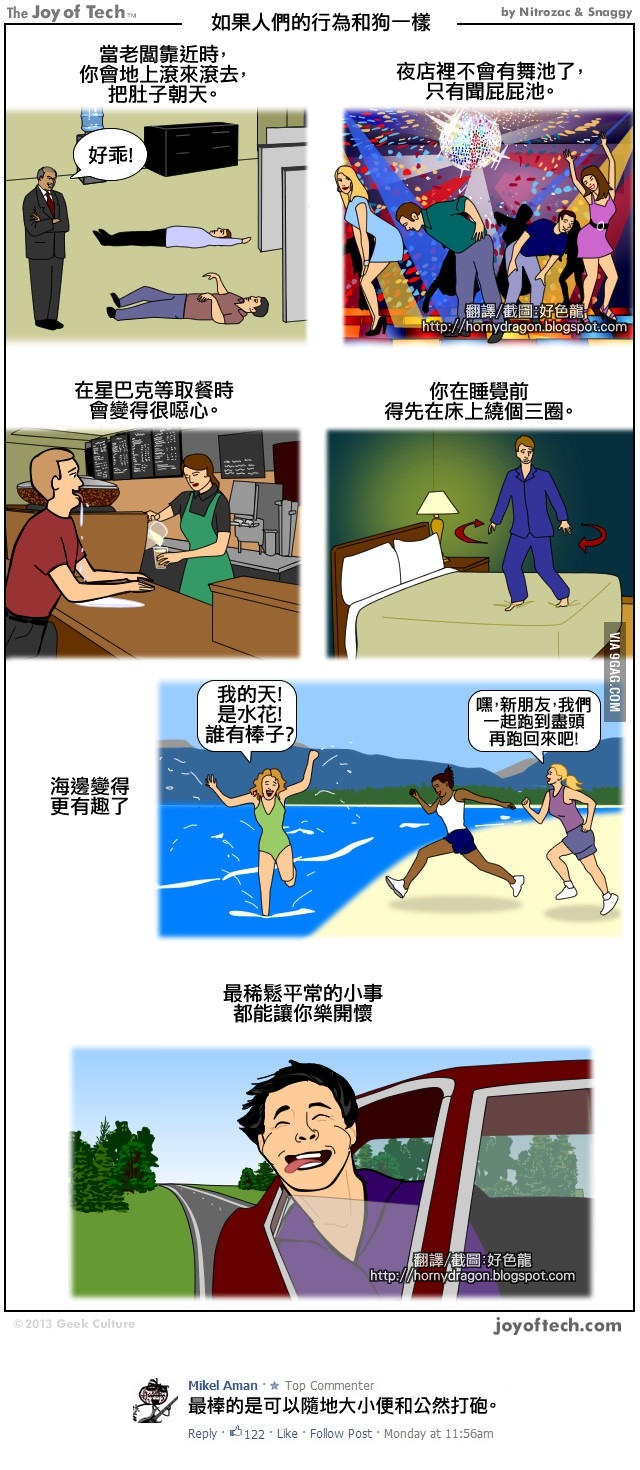 The Joy of Tech™
by Nitrozac & Snaggy
如果人們的行為和狗一樣
當老闆靠近時,
你會地上滾來滾去,
把肚子朝天。
好乖!
夜店裡不會有舞池了,
只有聞屁屁池。
翻譯/截圖:好色龍
http://hornydragon.blogspot.com
在星巴克等取餐時
會變得很噁心。
你在睡覺前
得先在床上繞個三圈。
VIA 9GAG.COM
海邊變得
更有趣了
我的天!
是水花!
誰有棒子?
嘿,新朋友,我們
一起跑到盡頭
再跑回來吧!
最稀鬆平常的小事
都能讓你樂開懷
翻譯/截圖:好色龍
http://hornydragon.blogspot.com
©2013 Geek Culture
joyoftech.com
Mikel Aman · ★ Top Commenter
最棒的是可以隨地大小便和公然打砲。
Reply · 122 · Like · Follow Post · Monday at 11:56am